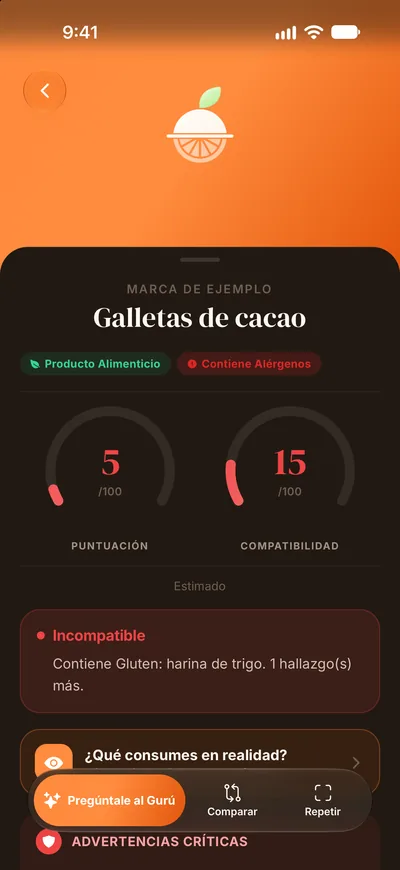 9:41
MARCA DE EJEMPLO
Galletas de cacao
Producto Alimenticio
Contiene Alérgenos
5
/100
15
/100
PUNTUACIÓN
COMPATIBILIDAD
Estimado
Incompatible
Contiene Gluten: harina de trigo. 1 hallazgo(s)
más.
¿Qué consumes en realidad?
Pregúntale al Gurú
Comparar
Repetir
ADVERTENCIAS CRÍTICAS